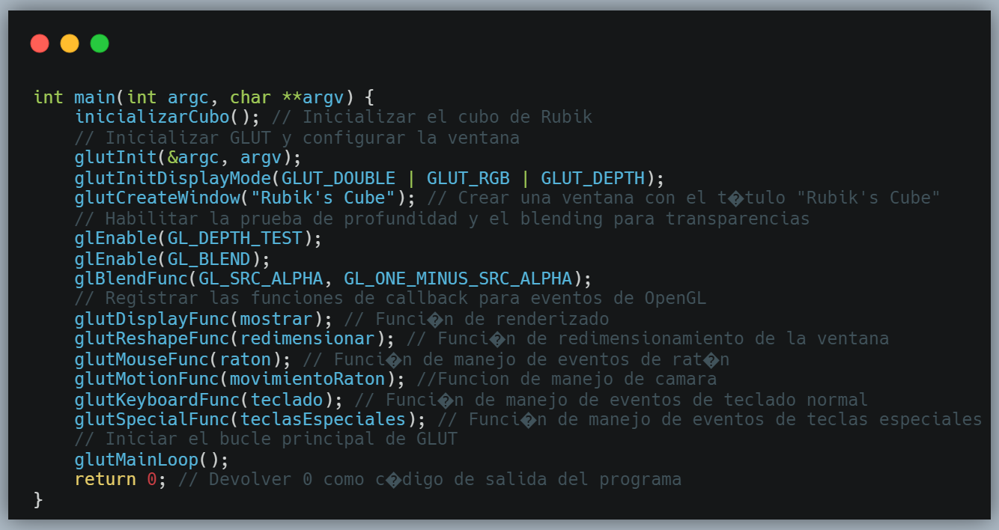 int main(int argc, char **argv) {
    inicializarCubo(); // Inicializar el cubo de Rubik
    // Inicializar GLUT y configurar la ventana
    glutInit(&argc, argv);
    glutInitDisplayMode(GLUT_DOUBLE | GLUT_RGB | GLUT_DEPTH);
    glutCreateWindow("Rubik's Cube"); // Crear una ventana con el t�tulo "Rubik's Cube"
    // Habilitar la prueba de profundidad y el blending para transparencias
    glEnable(GL_DEPTH_TEST);
    glEnable(GL_BLEND);
    glBlendFunc(GL_SRC_ALPHA, GL_ONE_MINUS_SRC_ALPHA);
    // Registrar las funciones de callback para eventos de OpenGL
    glutDisplayFunc(mostrar); // Funci�n de renderizado
    glutReshapeFunc(redimensionar); // Funci�n de redimensionamiento de la ventana
    glutMouseFunc(raton); // Funci�n de manejo de eventos de rat�n
    glutMotionFunc(movimientoRaton); //Funcion de manejo de camara
    glutKeyboardFunc(teclado); // Funci�n de manejo de eventos de teclado normal
    glutSpecialFunc(teclasEspeciales); // Funci�n de manejo de eventos de teclas especiales
    // Iniciar el bucle principal de GLUT
    glutMainLoop();
    return 0; // Devolver 0 como c�digo de salida del programa
}